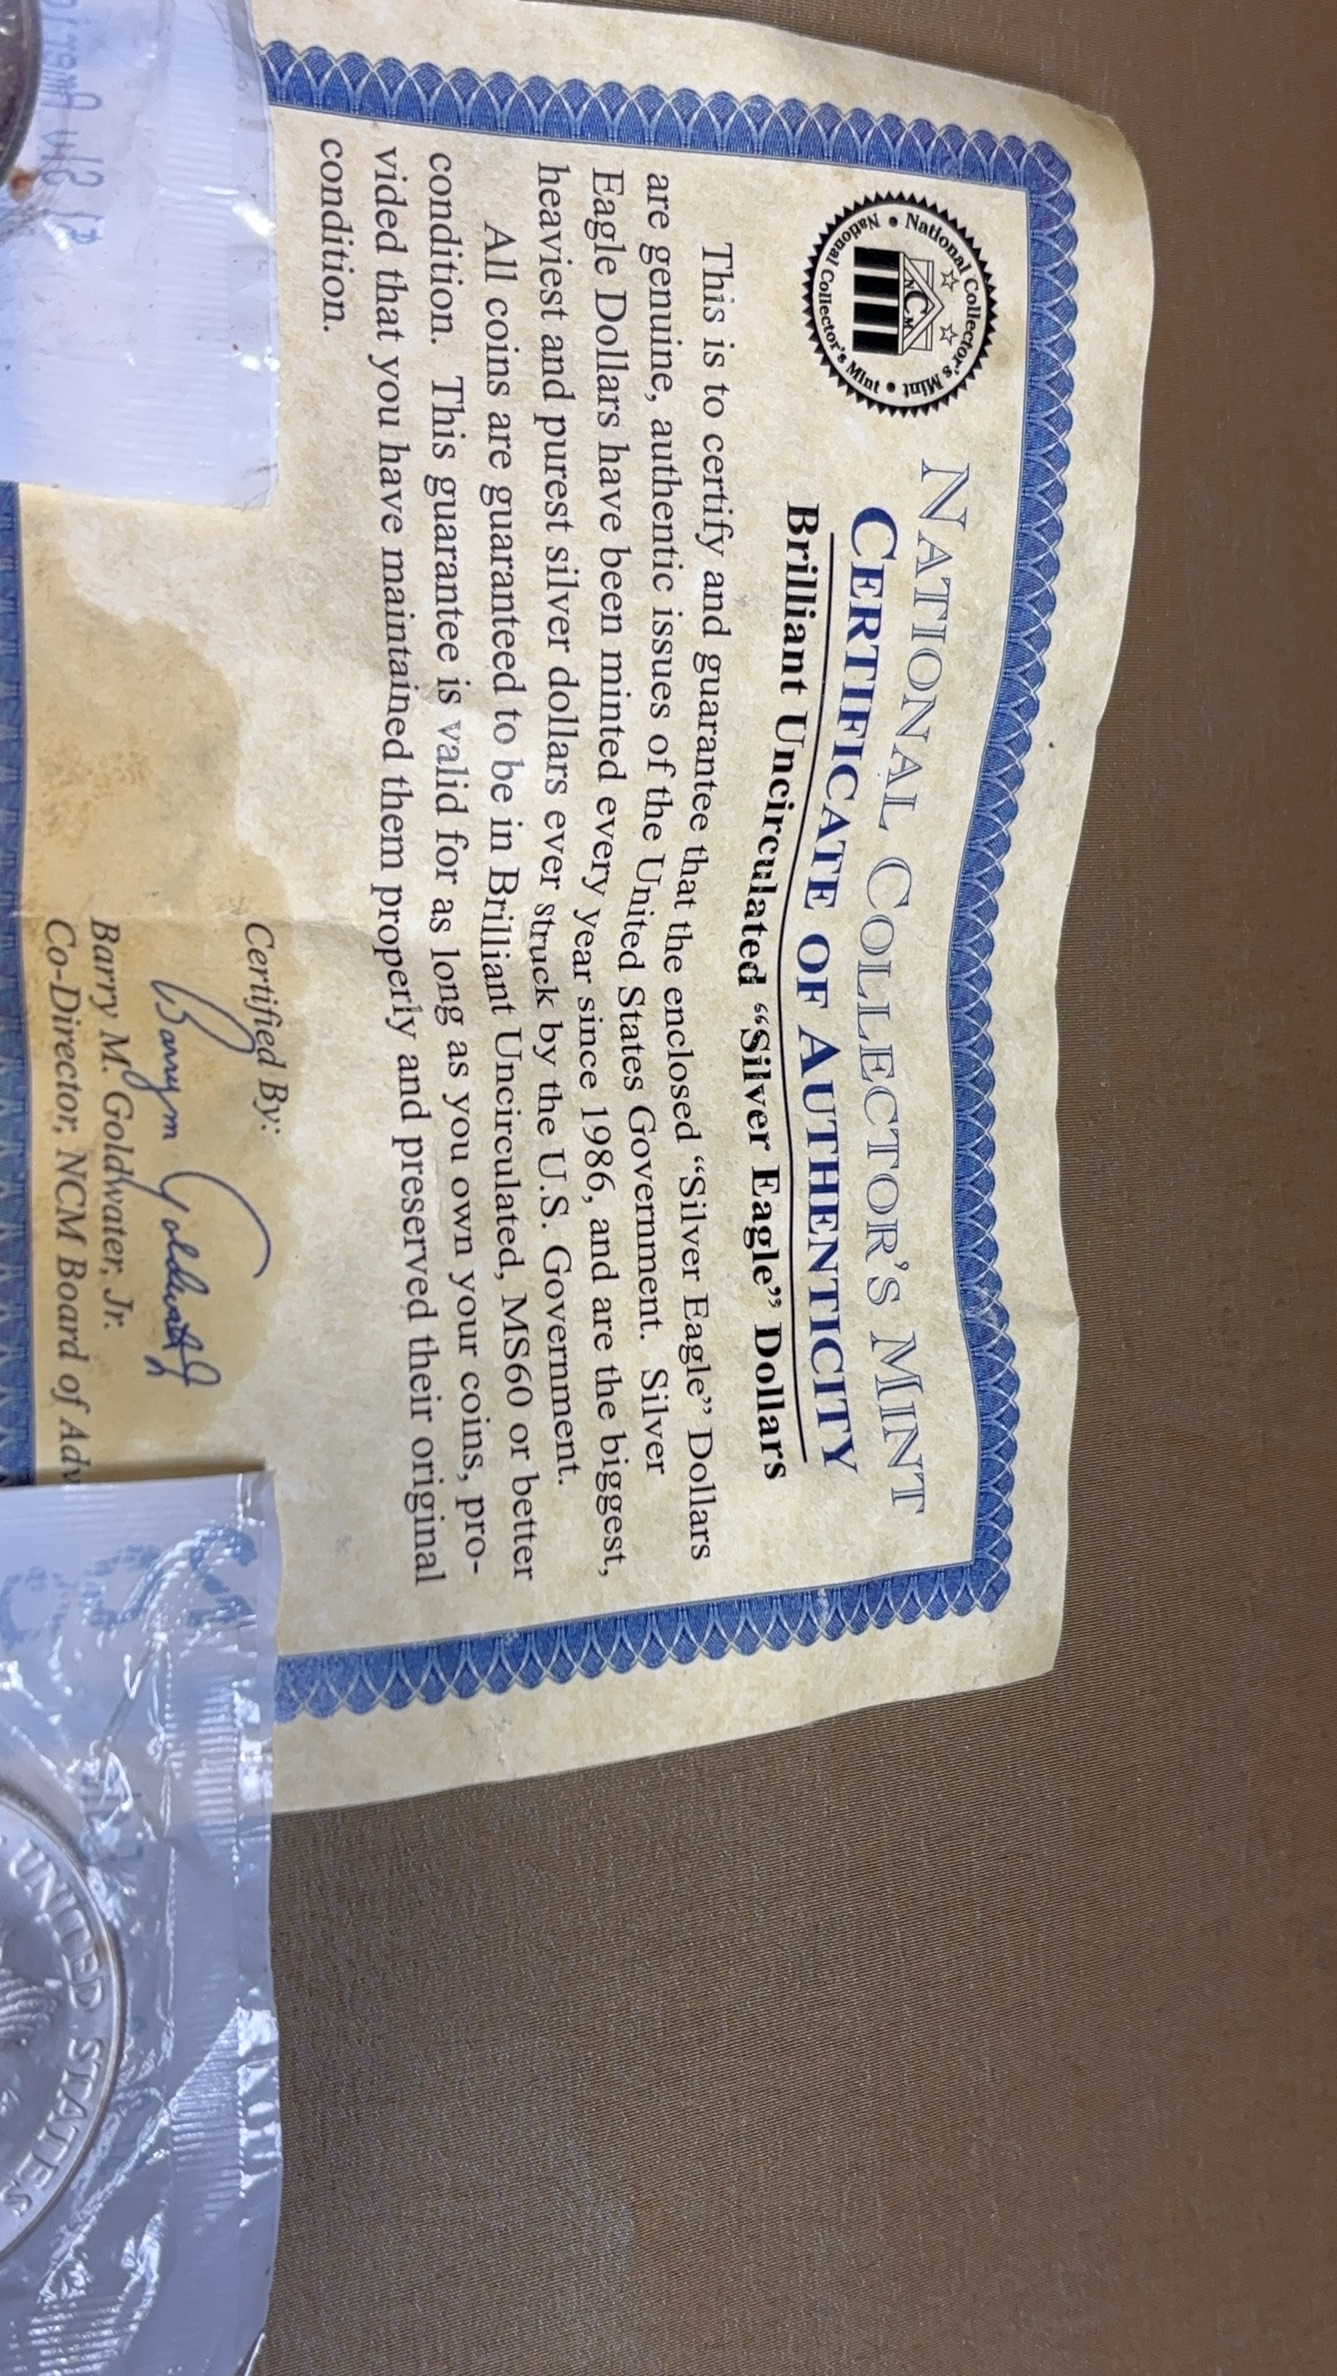 National Collector's Mint • National Collector's Mint •
NCM
NATIONAL COLLECTOR'S MINT
CERTIFICATE OF AUTHENTICITY
Brilliant Uncirculated “Silver Eagle” Dollars
This is to certify and guarantee that the enclosed “Silver Eagle” Dollars
are genuine, authentic issues of the United States Government. Silver
Eagle Dollars have been minted every year since 1986, and are the biggest,
heaviest and purest silver dollars ever struck by the U.S. Government.
All coins are guaranteed to be in Brilliant Uncirculated, MS60 or better
condition. This guarantee is valid for as long as you own your coins, pro-
vided that you have maintained them properly and preserved their original
condition.
Certified By:
Barry M Goldwater Jr
Barry M. Goldwater, Jr.
Co-Director, NCM Board of Adv
UNITED STATES